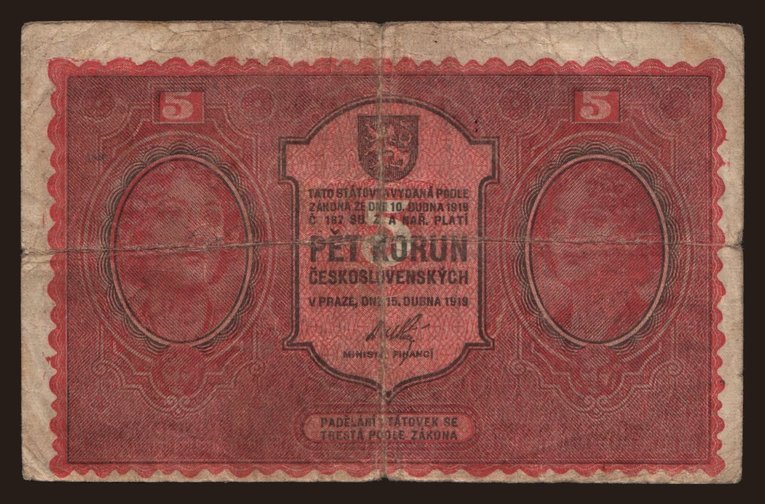 5 5
TATO STÁTOVKA VYDANÁ PODLE
ZÁKONA ZE DNE 10. DUBNA 1919
Č. 187 SB. Z. A NAŘ. PLATÍ
PĚT KORUN
ČESKOSLOVENSKÝCH
V PRAZE, DNE 15. DUBNA 1919
MINISTR FINANCÍ
PADĚLÁNÍ STÁTOVEK SE
TRESTÁ PODLE ZÁKONA